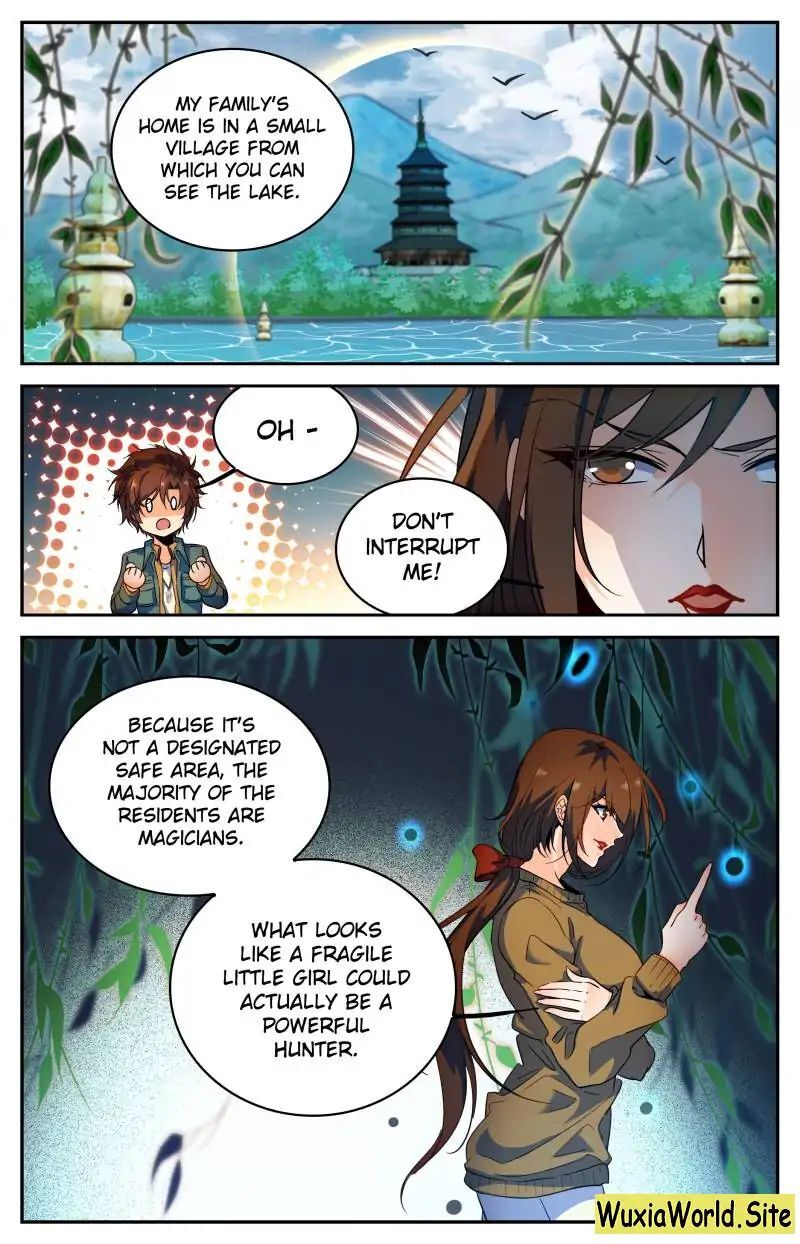 MY FAMILY'S
HOME IS IN A SMALL
VILLAGE FROM
WHICH YOU CAN
SEE THE LAKE.
OH -
DON'T
INTERRUPT
ME!
BECAUSE IT'S
NOT A DESIGNATED
SAFE AREA, THE
MAJORITY OF THE
RESIDENTS ARE
MAGICIANS.
WHAT LOOKS
LIKE A FRAGILE
LITTLE GIRL COULD
ACTUALLY BE A
POWERFUL
HUNTER.
WuxiaWorld.Site